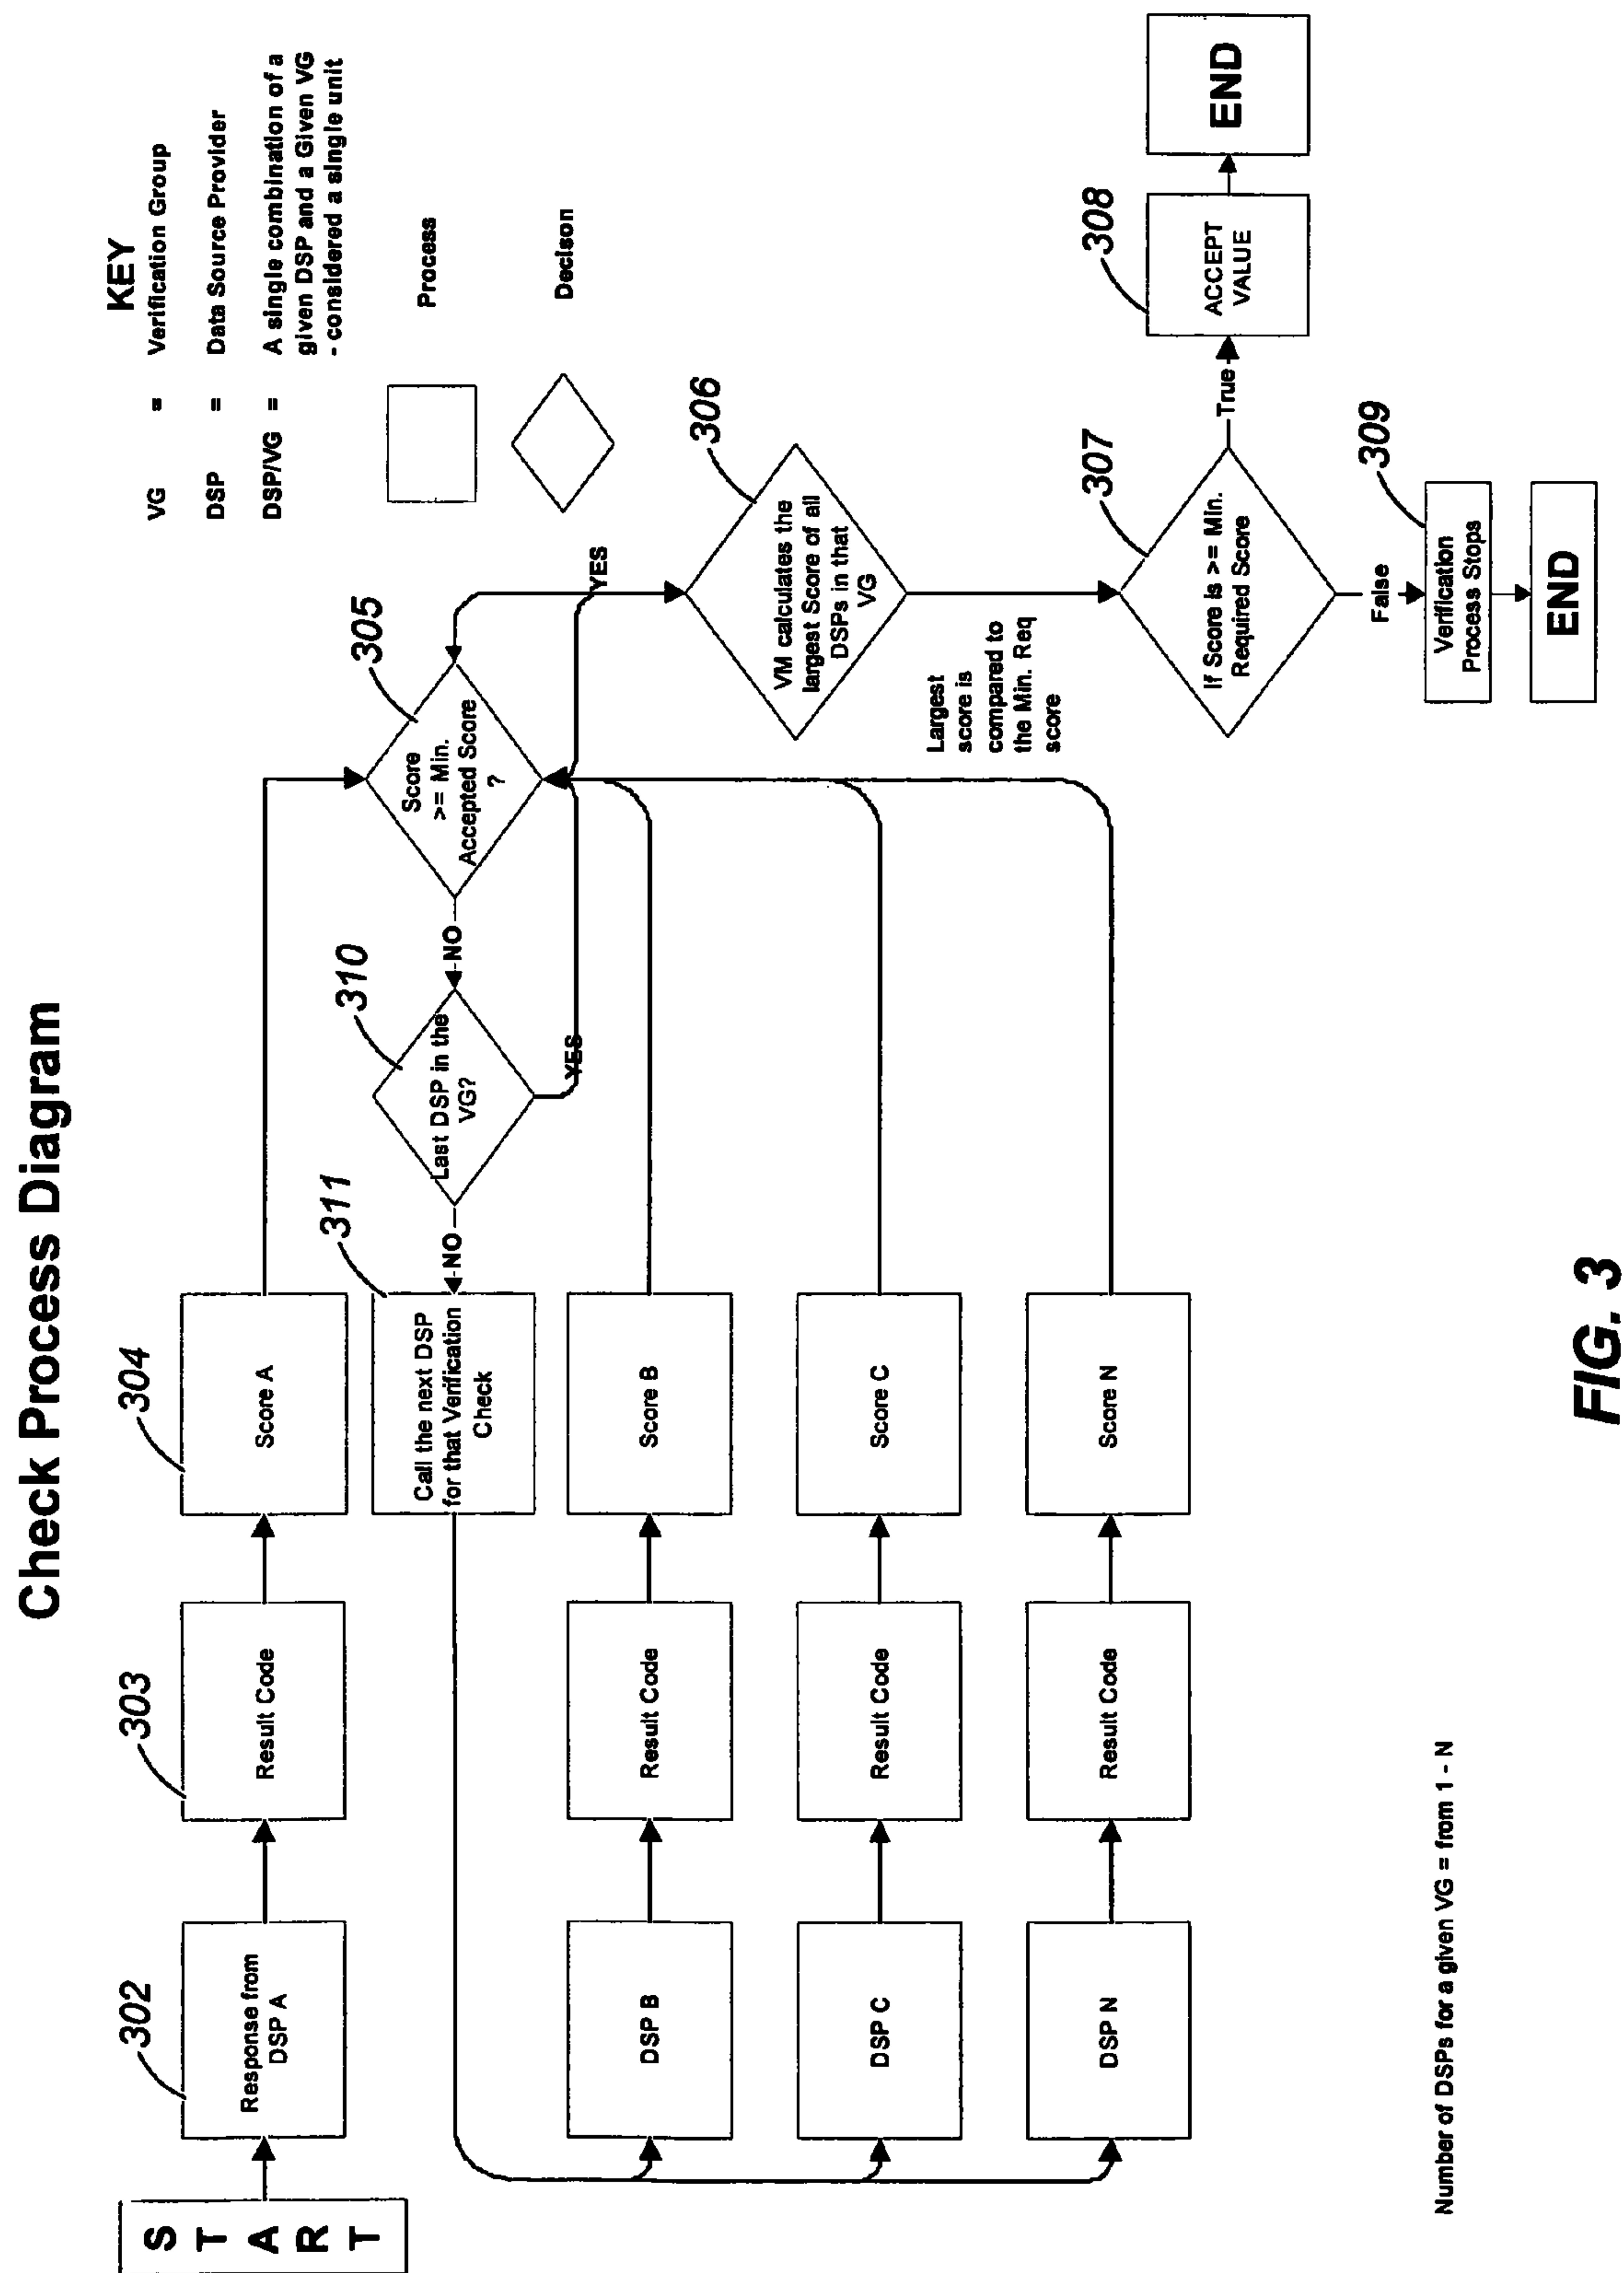 Check Process Diagram
KEY
VG = Verification Group
DSP = Data Source Provider
DSP/VG = A single combination of a
given DSP and a Given VG
- considered a single unit
Process
Decison
START
302
Response from
DSP A
303
Result Code
304
Score A
305
Score
>= Min.
Accepted Score
?
NO
310
Last DSP in the
VG?
YES
YES
NO
311
Call the next DSP
for that Verification
Check
DSP B
Result Code
Score B
DSP C
Result Code
Score C
DSP N
Result Code
Score N
306
VM calculates the
largest Score of all
DSPs in that
VG
Largest
score is
compared to
the Min. Req
score
307
If Score is >= Min.
Required Score
True
308
ACCEPT
VALUE
END
False
309
Verification
Process Stops
END
Number of DSPs for a given VG = from 1 - N
FIG. 3